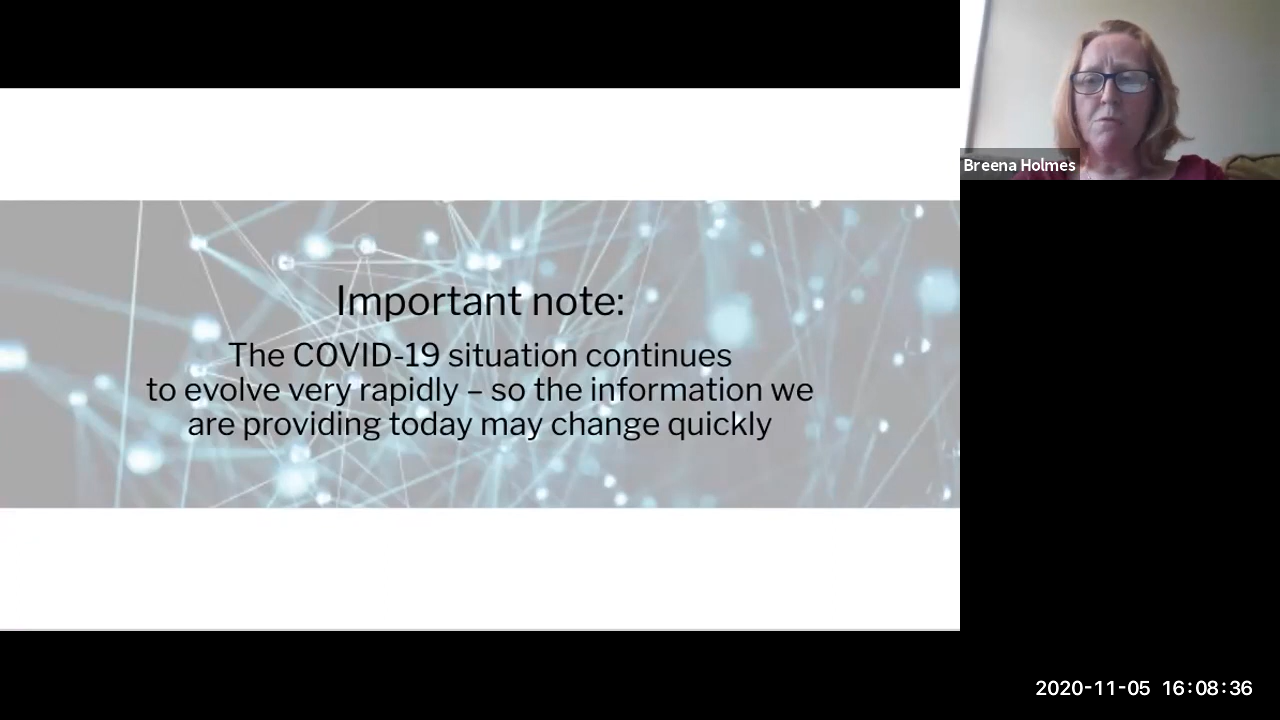 Breena Holmes
Important note:
The COVID-19 situation continues
to evolve very rapidly – so the information we
are providing today may change quickly
2020-11-05 16:08:36